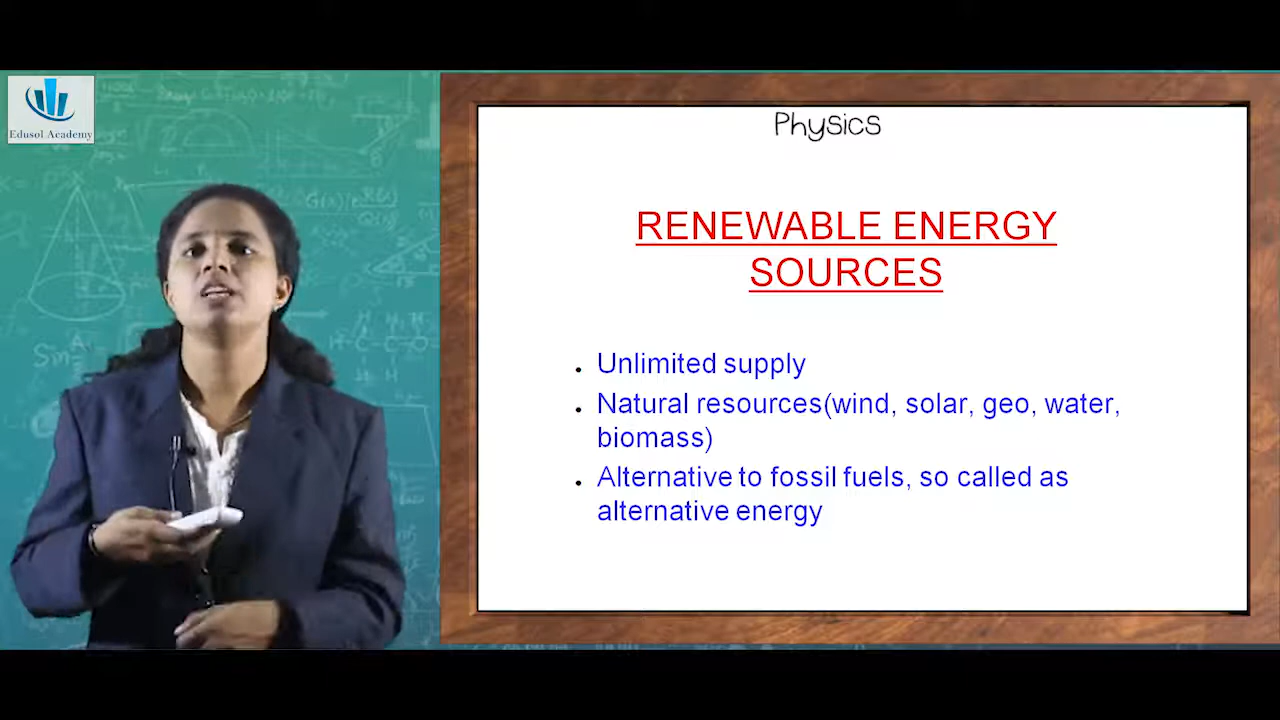 Edusol Academy
Physics
RENEWABLE ENERGY
SOURCES
Unlimited supply
Natural resources(wind, solar, geo, water,
biomass)
Alternative to fossil fuels, so called as
alternative energy